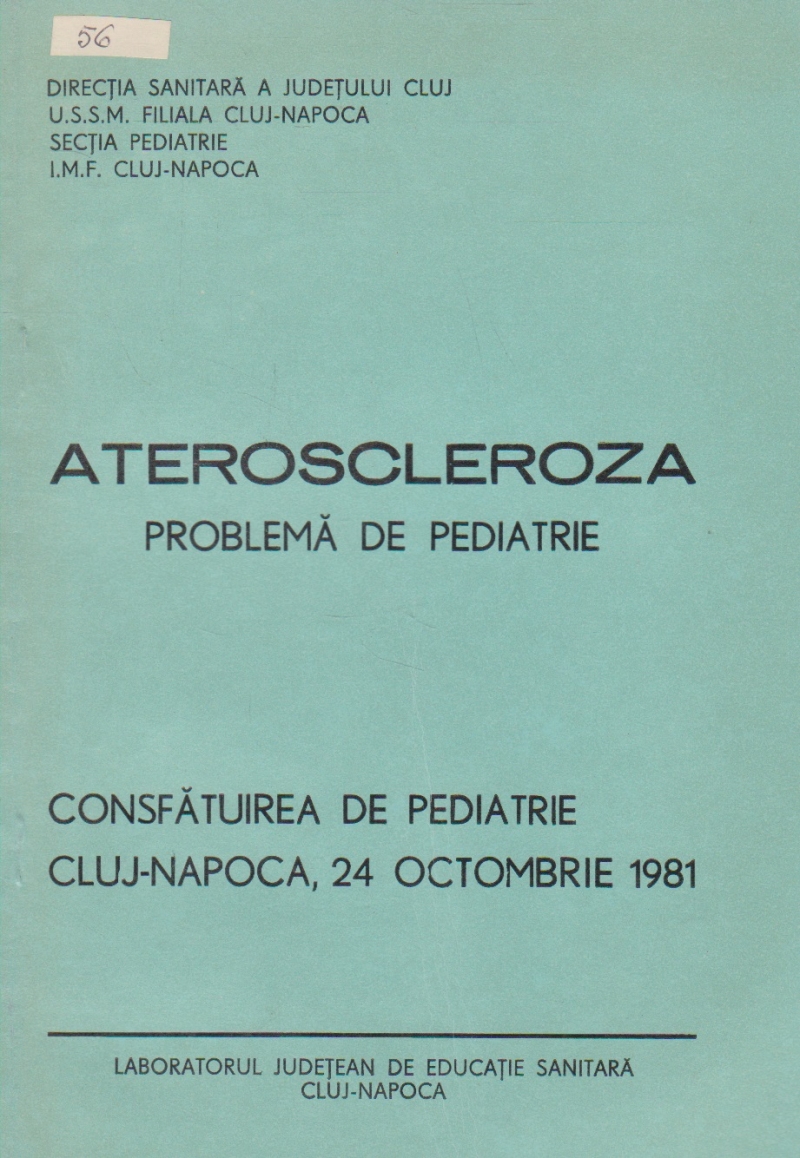 56
DIRECȚIA SANITARĂ A JUDEȚULUI CLUJ
U.S.S.M. FILIALA CLUJ-NAPOCA
SECȚIA PEDIATRIE
I.M.F. CLUJ-NAPOCA
ATEROSCLEROZA
PROBLEMĂ DE PEDIATRIE
CONSFĂTUIREA DE PEDIATRIE
CLUJ-NAPOCA, 24 OCTOMBRIE 1981
LABORATORUL JUDEȚEAN DE EDUCAȚIE SANITARĂ
CLUJ-NAPOCA